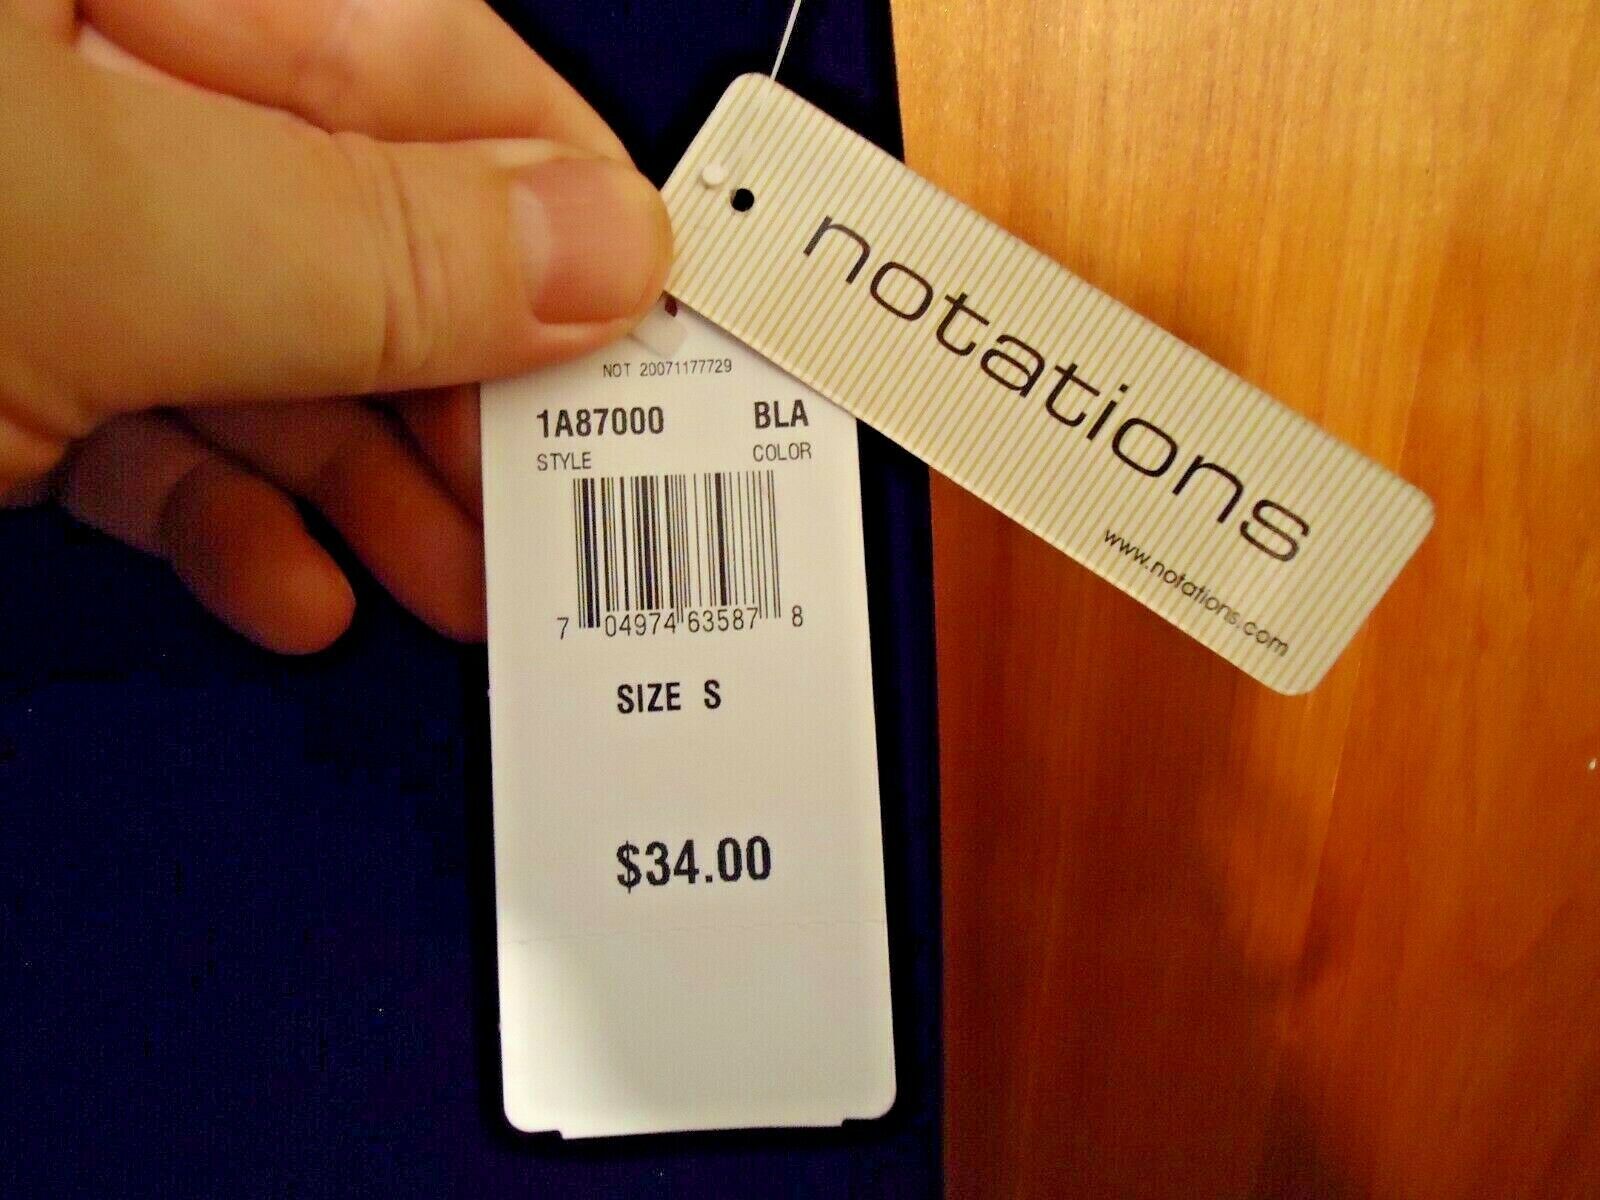 notations
www.notations.com
NOT 20071177729
1A87000 BLA
STYLE COLOR
7 04974 63587 8
SIZE S
$34.00